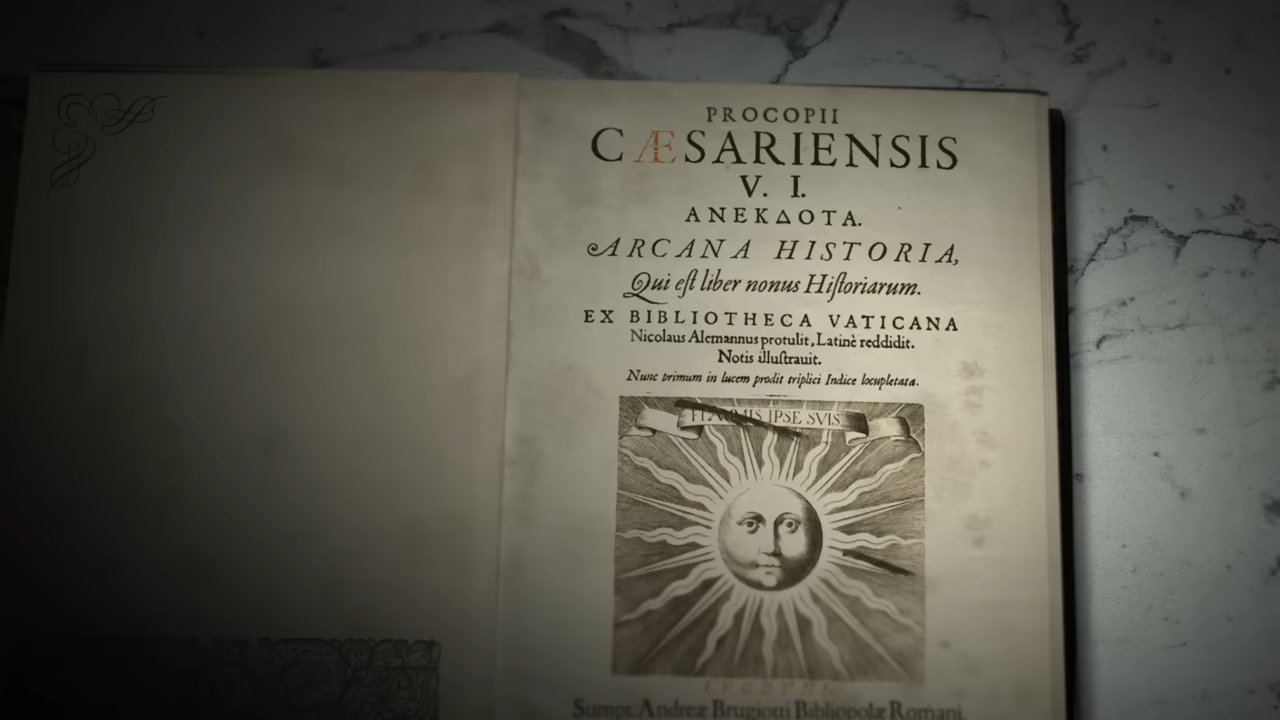 PROCOPII
CÆSARIENSIS
V. I.
ΑΝΕΚΔΟΤΑ.
ARCANA HISTORIA,
Qui eſt liber nonus Hiſtoriarum.
EX BIBLIOTHECA VATICANA
Nicolaus Alemannus protulit, Latinè reddidit.
Notis illuſtrauit.
Nunc primum in lucem prodit triplici Indice locupletata.
IPSE SVIS
Sumpt. Andreæ Brugiotti Bibliopolæ Romani